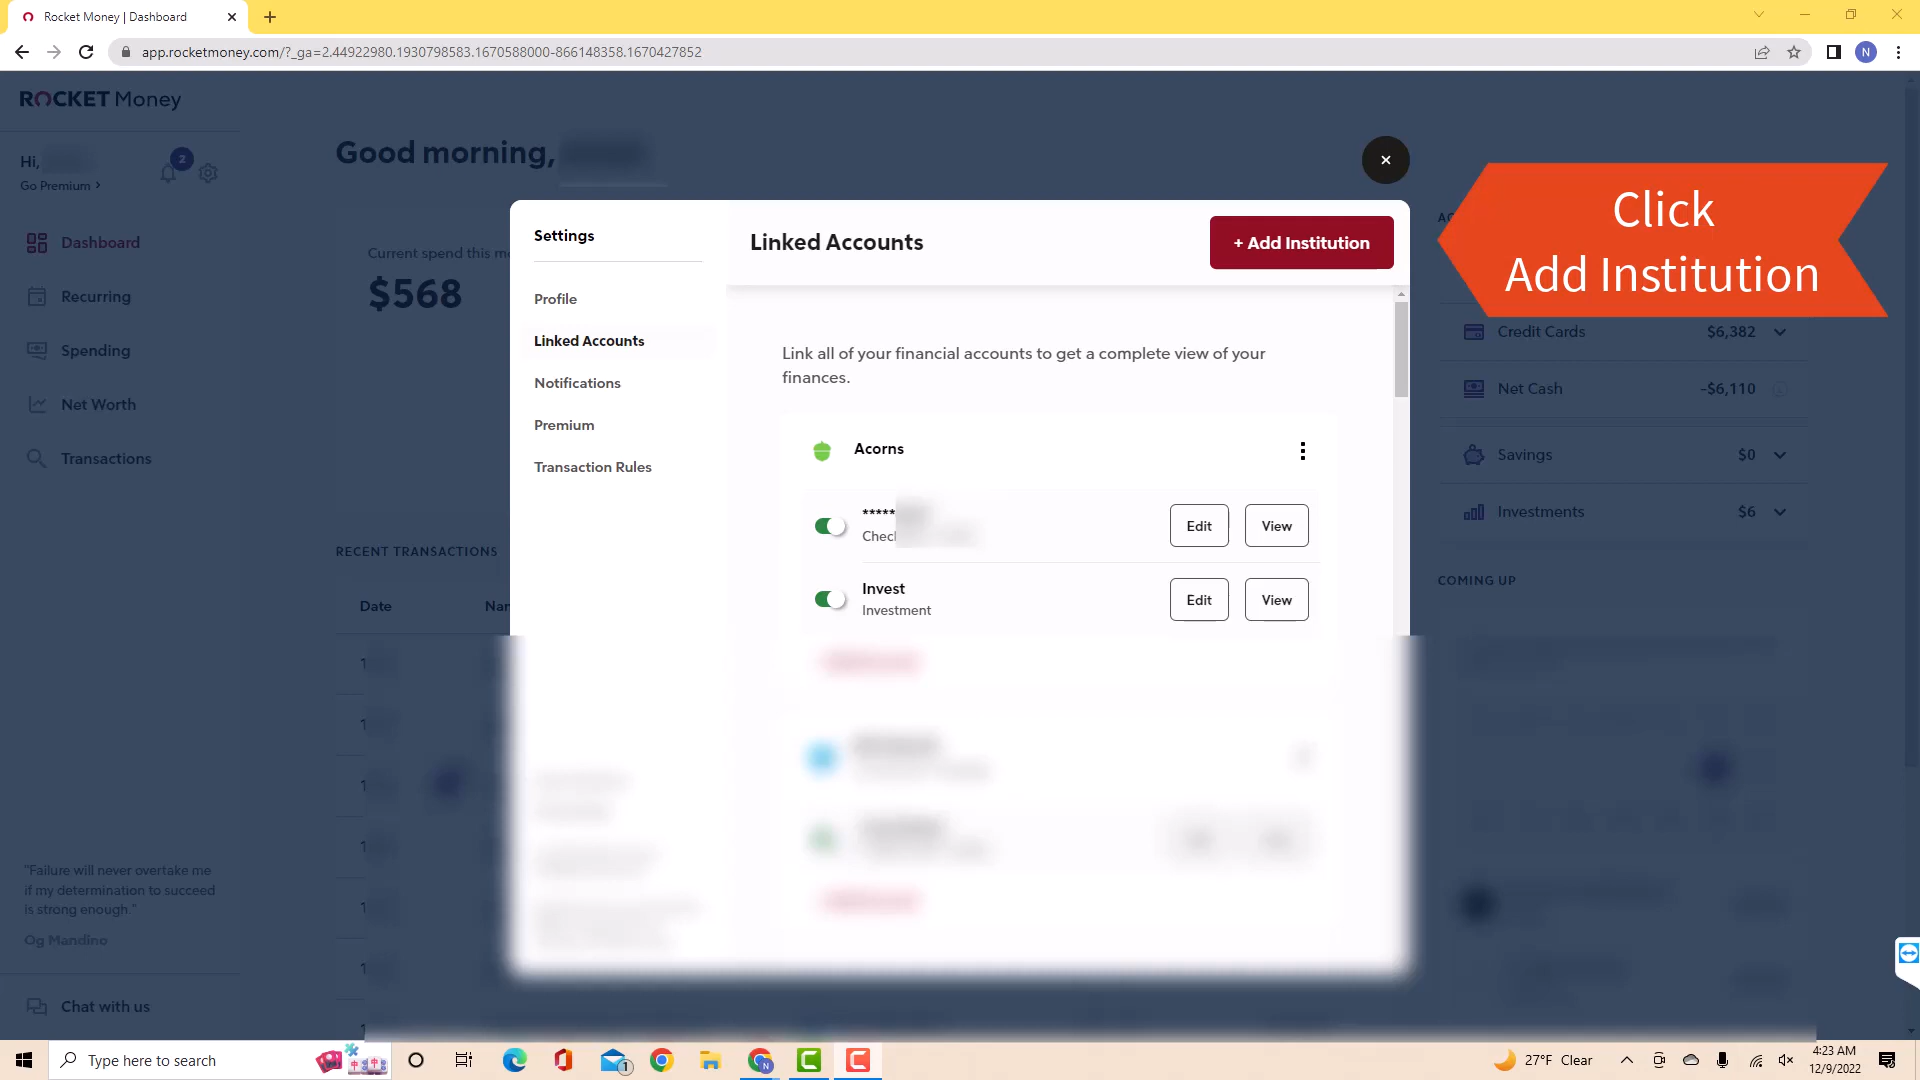 Rocket Money | Dashboard
app.rocketmoney.com/?_ga=2.44922980.1930798583.1670588000-866148358.1670427852
N
ROCKET Money
Hi,
2
Go Premium >
Dashboard
Recurring
Spending
Net Worth
Transactions
"Failure will never overtake me
if my determination to succeed
is strong enough."
Og Mandino
Chat with us
Good morning,
Current spend this
$568
RECENT TRANSACTIONS
Date
Settings
Profile
Linked Accounts
Notifications
Premium
Transaction Rules
Linked Accounts
+ Add Institution
Link all of your financial accounts to get a complete view of your
finances.
Acorns
*****
Edit
View
Invest
Investment
Edit
View
Click
Add Institution
Credit Cards $6,382
Net Cash -$6,110
Savings $0
Investments $6
COMING UP
Type here to search
1
N
27°F Clear
4:23 AM
12/9/2022